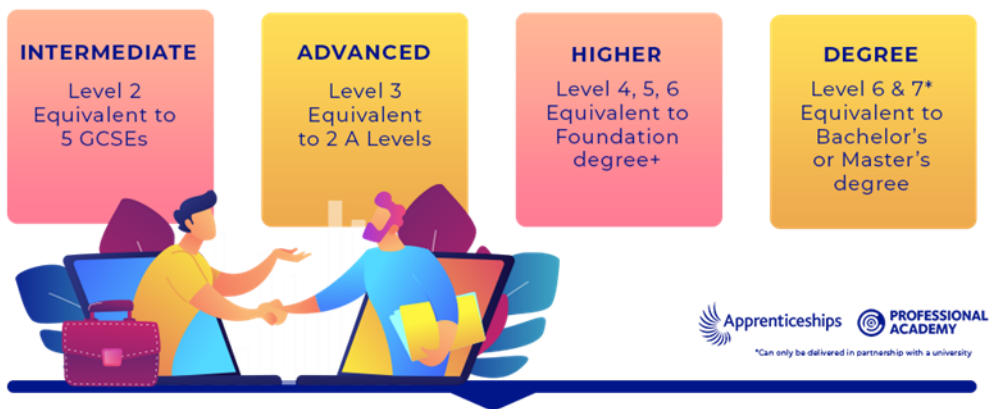 INTERMEDIATE
Level 2
Equivalent to
5 GCSEs
ADVANCED
Level 3
Equivalent
to 2 A Levels
HIGHER
Level 4, 5, 6
Equivalent to
Foundation
degree+
DEGREE
Level 6 & 7*
Equivalent to
Bachelor's
or Master's
degree
Apprenticeships
PROFESSIONAL
ACADEMY
*Can only be delivered in partnership with a university